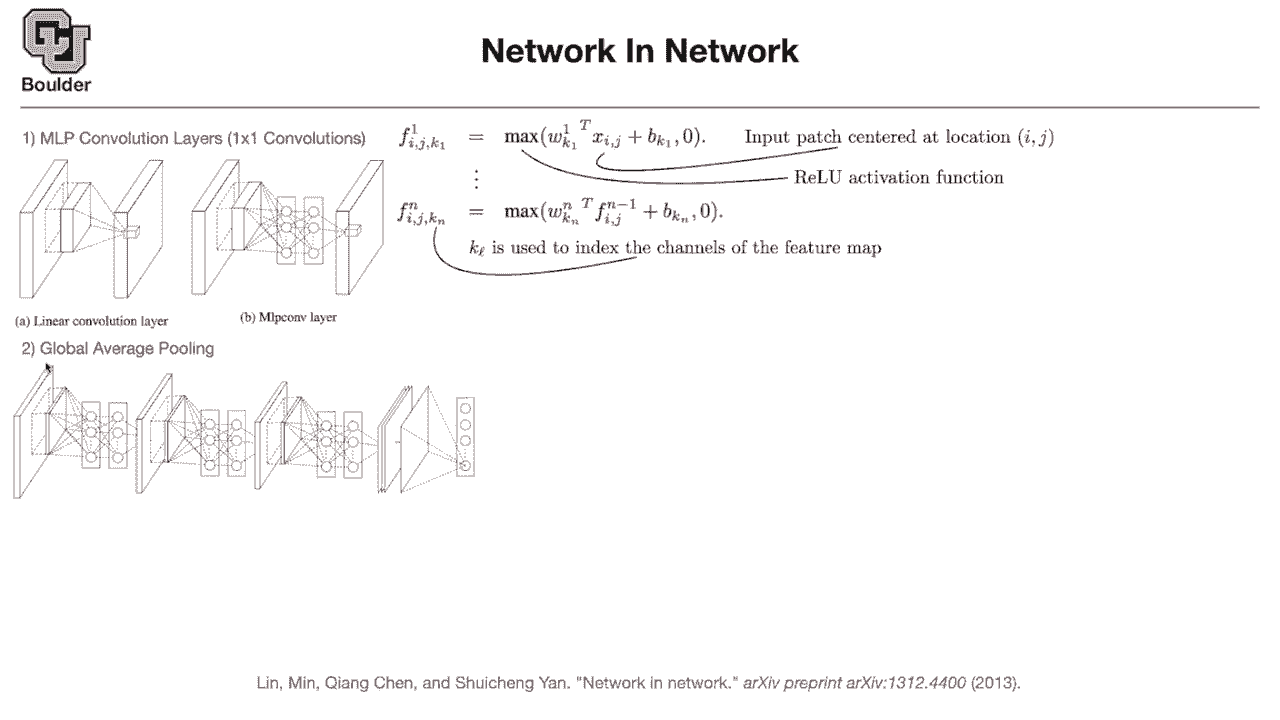 CU
Boulder
Network In Network
1) MLP Convolution Layers (1x1 Convolutions)
f^1_{i,j,k_1} = max(w^1_{k_1}^T x_{i,j} + b_{k_1}, 0).
Input patch centered at location (i, j)
ReLU activation function
⋮
f^n_{i,j,k_n} = max(w^n_{k_n}^T f^{n-1}_{i,j} + b_{k_n}, 0).
k_ℓ is used to index the channels of the feature map
(a) Linear convolution layer
(b) Mlpconv layer
2) Global Average Pooling
Lin, Min, Qiang Chen, and Shuicheng Yan. "Network in network." arXiv preprint arXiv:1312.4400 (2013).